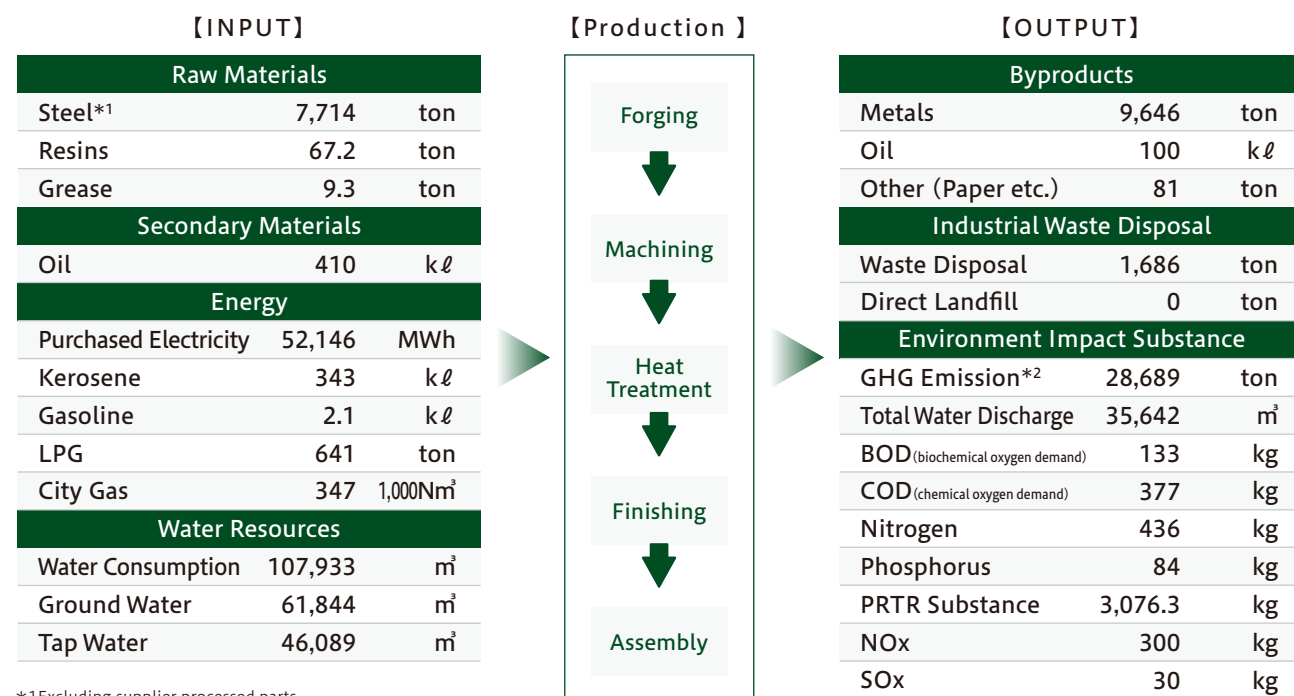 【INPUT】
Raw Materials
Steel*1 7,714 ton
Resins 67.2 ton
Grease 9.3 ton
Secondary Materials
Oil 410 kℓ
Energy
Purchased Electricity 52,146 MWh
Kerosene 343 kℓ
Gasoline 2.1 kℓ
LPG 641 ton
City Gas 347 1,000N㎥
Water Resources
Water Consumption 107,933 ㎥
Ground Water 61,844 ㎥
Tap Water 46,089 ㎥
*1Excluding supplier processed parts
【Production 】
Forging
Machining
Heat
Treatment
Finishing
Assembly
【OUTPUT】
Byproducts
Metals 9,646 ton
Oil 100 kℓ
Other（Paper etc.） 81 ton
Industrial Waste Disposal
Waste Disposal 1,686 ton
Direct Landfill 0 ton
Environment Impact Substance
GHG Emission*2 28,689 ton
Total Water Discharge 35,642 ㎥
BOD(biochemical oxygen demand) 133 kg
COD(chemical oxygen demand) 377 kg
Nitrogen 436 kg
Phosphorus 84 kg
PRTR Substance 3,076.3 kg
NOx 300 kg
SOx 30 kg